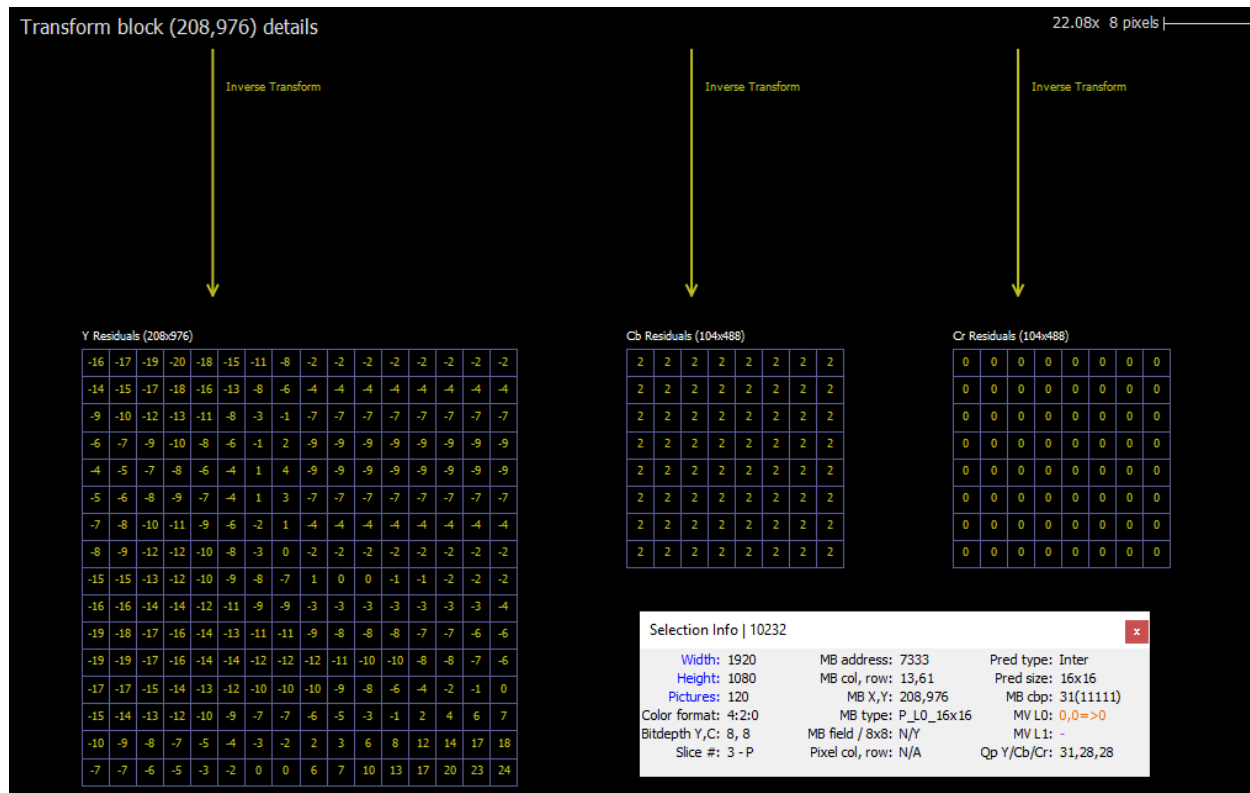 Transform block (208,976) details
22.08x 8 pixels
Inverse Transform
Inverse Transform
Inverse Transform
Y Residuals (208x976)
-16 -17 -19 -20 -18 -15 -11 -8 -2 -2 -2 -2 -2 -2 -2 -2
-14 -15 -17 -18 -16 -13 -8 -6 -4 -4 -4 -4 -4 -4 -4 -4
-9 -10 -12 -13 -11 -8 -3 -1 -7 -7 -7 -7 -7 -7 -7 -7
-6 -7 -9 -10 -8 -6 -1 2 -9 -9 -9 -9 -9 -9 -9 -9
-4 -5 -7 -8 -6 -4 1 4 -9 -9 -9 -9 -9 -9 -9 -9
-5 -6 -8 -9 -7 -4 1 3 -7 -7 -7 -7 -7 -7 -7 -7
-7 -8 -10 -11 -9 -6 -2 1 -4 -4 -4 -4 -4 -4 -4 -4
-8 -9 -12 -12 -10 -8 -3 0 -2 -2 -2 -2 -2 -2 -2 -2
-15 -15 -13 -12 -10 -9 -8 -7 1 0 0 -1 -1 -2 -2 -2
-16 -16 -14 -14 -12 -11 -9 -9 -3 -3 -3 -3 -3 -3 -3 -4
-19 -18 -17 -16 -14 -13 -11 -11 -9 -8 -8 -8 -7 -7 -6 -6
-19 -19 -17 -16 -14 -14 -12 -12 -12 -11 -10 -10 -8 -8 -7 -6
-17 -17 -15 -14 -13 -12 -10 -10 -10 -9 -8 -6 -4 -2 -1 0
-15 -14 -13 -12 -10 -9 -7 -7 -6 -5 -3 -1 2 4 6 7
-10 -9 -8 -7 -5 -4 -3 -2 2 3 6 8 12 14 17 18
-7 -7 -6 -5 -3 -2 0 0 6 7 10 13 17 20 23 24
Cb Residuals (104x488)
2 2 2 2 2 2 2 2
2 2 2 2 2 2 2 2
2 2 2 2 2 2 2 2
2 2 2 2 2 2 2 2
2 2 2 2 2 2 2 2
2 2 2 2 2 2 2 2
2 2 2 2 2 2 2 2
2 2 2 2 2 2 2 2
Cr Residuals (104x488)
0 0 0 0 0 0 0 0
0 0 0 0 0 0 0 0
0 0 0 0 0 0 0 0
0 0 0 0 0 0 0 0
0 0 0 0 0 0 0 0
0 0 0 0 0 0 0 0
0 0 0 0 0 0 0 0
0 0 0 0 0 0 0 0
Selection Info | 10232
x
Width: 1920 MB address: 7333 Pred type: Inter
Height: 1080 MB col, row: 13,61 Pred size: 16x16
Pictures: 120 MB X,Y: 208,976 MB cbp: 31(11111)
Color format: 4:2:0 MB type: P_L0_16x16 MV L0: 0,0=>0
Bitdepth Y,C: 8, 8 MB field / 8x8: N/Y MV L1: -
Slice #: 3 - P Pixel col, row: N/A Qp Y/Cb/Cr: 31,28,28